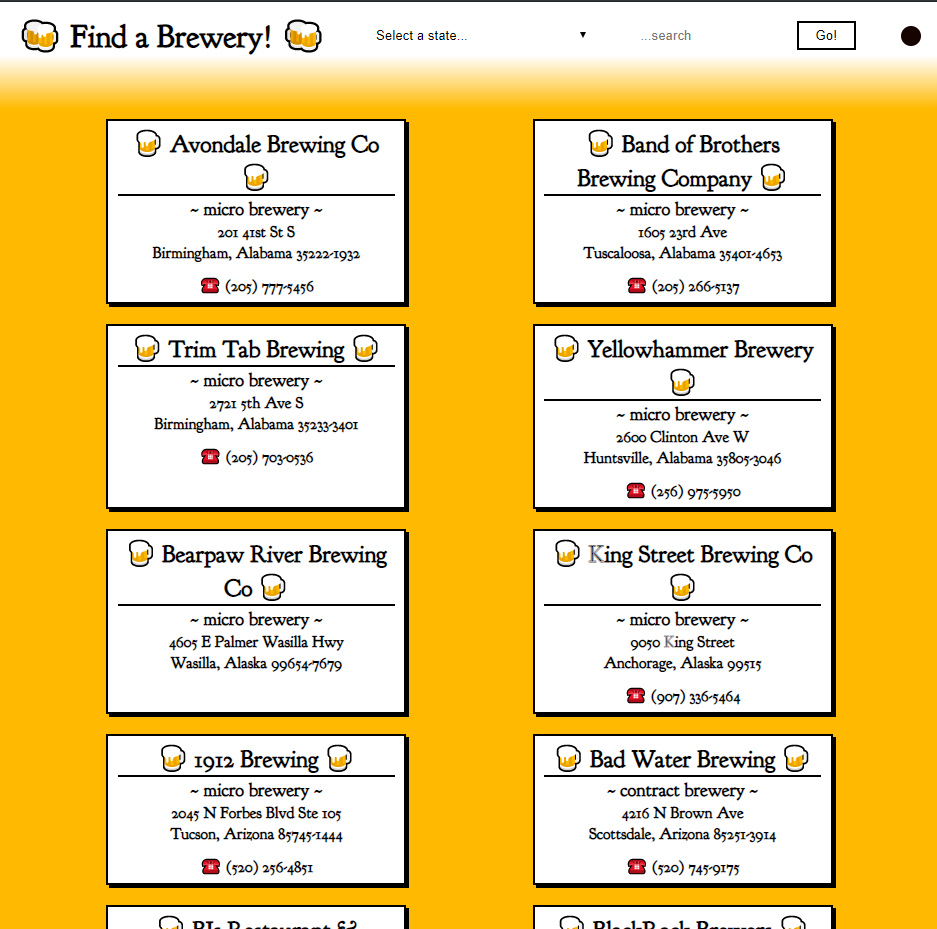 Find a Brewery!
Select a state...
...search
Go!
Avondale Brewing Co
~ micro brewery ~
201 41st St S
Birmingham, Alabama 35222-1932
(205) 777-5456
Band of Brothers
Brewing Company
~ micro brewery ~
1605 23rd Ave
Tuscaloosa, Alabama 35401-4653
(205) 266-5137
Trim Tab Brewing
~ micro brewery ~
2721 5th Ave S
Birmingham, Alabama 35233-3401
(205) 703-0536
Yellowhammer Brewery
~ micro brewery ~
2600 Clinton Ave W
Huntsville, Alabama 35805-3046
(256) 975-5950
Bearpaw River Brewing
Co
~ micro brewery ~
4605 E Palmer Wasilla Hwy
Wasilla, Alaska 99654-7679
King Street Brewing Co
~ micro brewery ~
9050 King Street
Anchorage, Alaska 99515
(907) 336-5464
1912 Brewing
~ micro brewery ~
2045 N Forbes Blvd Ste 105
Tucson, Arizona 85745-1444
(520) 256-4851
Bad Water Brewing
~ contract brewery ~
4216 N Brown Ave
Scottsdale, Arizona 85251-3914
(520) 745-9175
BJs Restaurant &
BlackRock Brewers